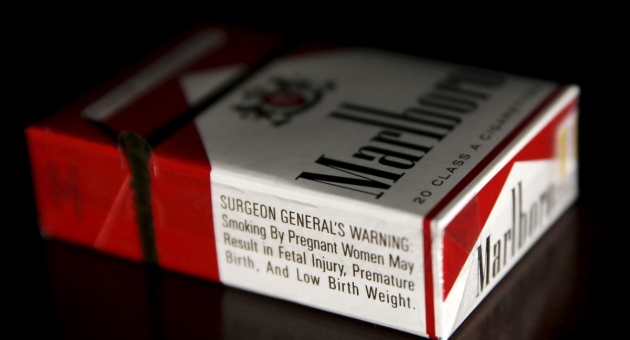 Marlboro
20 CLASS A CIGARETTES
SURGEON GENERAL'S WARNING:
Smoking By Pregnant Women May
Result in Fetal Injury, Premature
Birth, And Low Birth Weight.
Marlboro